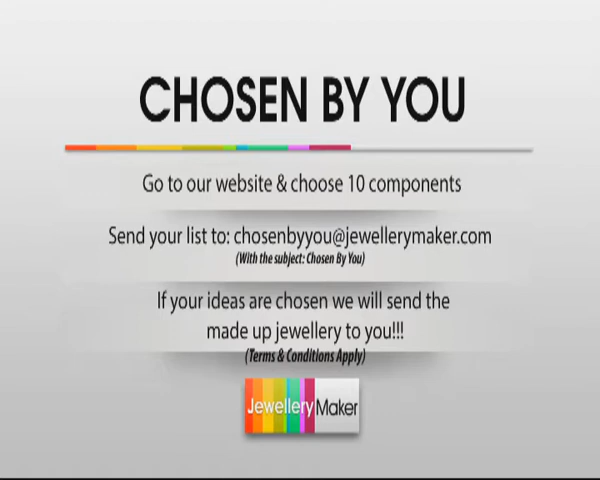 CHOSEN BY YOU
Go to our website & choose 10 components
Send your list to: chosenbyyou@jewellerymaker.com
(With the subject: Chosen By You)
If your ideas are chosen we will send the
made up jewellery to you!!!
(Terms & Conditions Apply)
JewelleryMaker